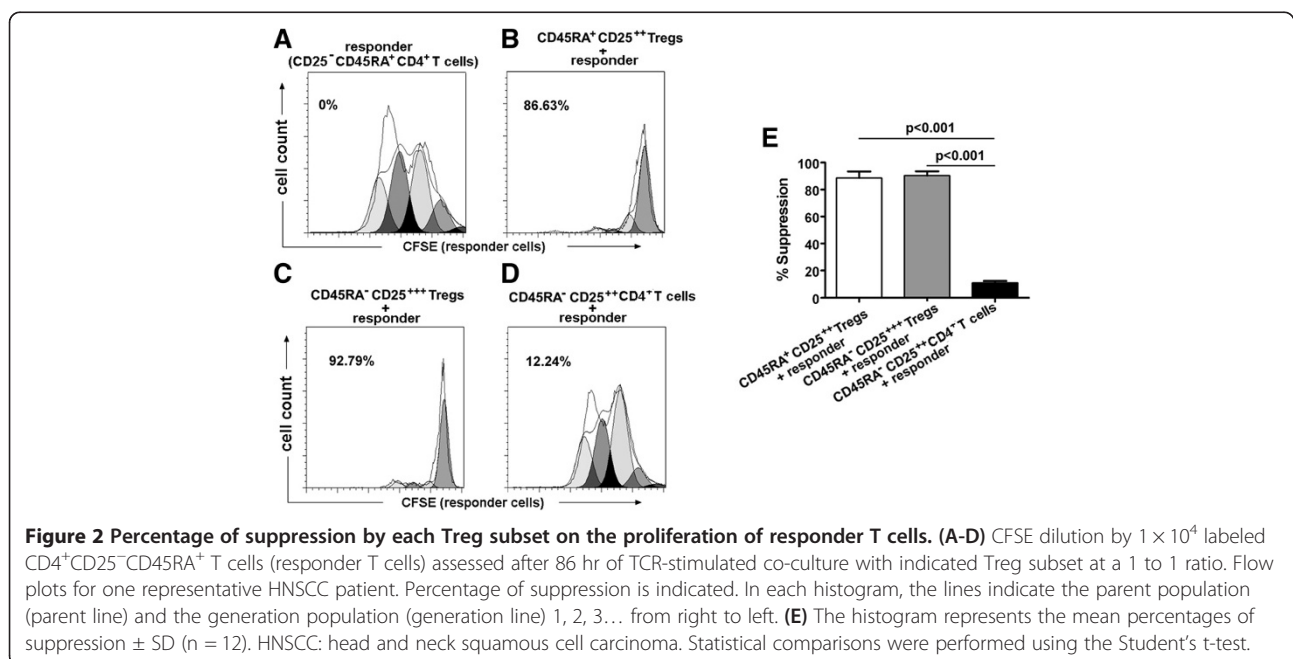 A
responder
(CD25⁻CD45RA⁺CD4⁺T cells)
0%
cell count
CFSE (responder cells)
B
CD45RA⁺CD25⁺⁺Tregs
+
responder
86.63%
C
CD45RA⁻CD25⁺⁺⁺Tregs
+
responder
92.79%
cell count
D
CD45RA⁻CD25⁺⁺CD4⁺T cells
+
responder
12.24%
CFSE (responder cells)
E
p<0.001
p<0.001
% Suppression
100
80
60
40
20
0
CD45RA⁺CD25⁺⁺Tregs
+ responder
CD45RA⁻CD25⁺⁺⁺Tregs
+ responder
CD45RA⁻CD25⁺⁺CD4⁺T cells
+ responder
Figure 2 Percentage of suppression by each Treg subset on the proliferation of responder T cells. (A-D) CFSE dilution by 1 × 10⁴ labeled
CD4⁺CD25⁻CD45RA⁺ T cells (responder T cells) assessed after 86 hr of TCR-stimulated co-culture with indicated Treg subset at a 1 to 1 ratio. Flow
plots for one representative HNSCC patient. Percentage of suppression is indicated. In each histogram, the lines indicate the parent population
(parent line) and the generation population (generation line) 1, 2, 3… from right to left. (E) The histogram represents the mean percentages of
suppression ± SD (n = 12). HNSCC: head and neck squamous cell carcinoma. Statistical comparisons were performed using the Student's t-test.